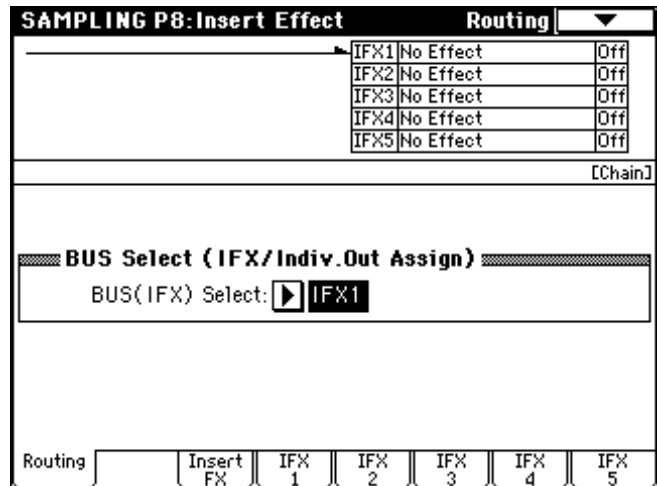 SAMPLING P8:Insert Effect Routing
IFX1 No Effect Off
IFX2 No Effect Off
IFX3 No Effect Off
IFX4 No Effect Off
IFX5 No Effect Off
[Chain]
BUS Select (IFX/Indiv.Out Assign)
BUS(IFX) Select: IFX1
Routing Insert FX IFX 1 IFX 2 IFX 3 IFX 4 IFX 5